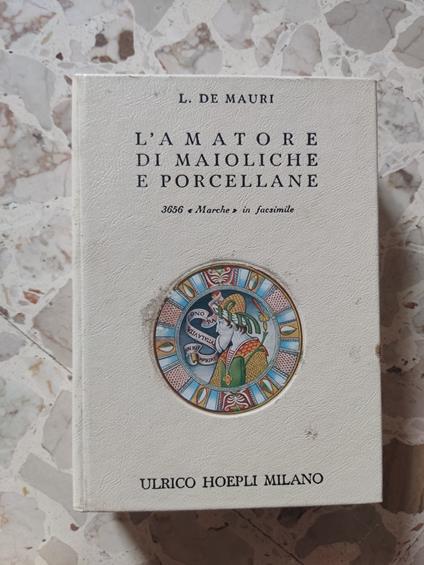 L. DE MAURI
L'AMATORE
DI MAIOLICHE
E PORCELLANE
3656 « Marche » in facsimile
ULRICO HOEPLI MILANO